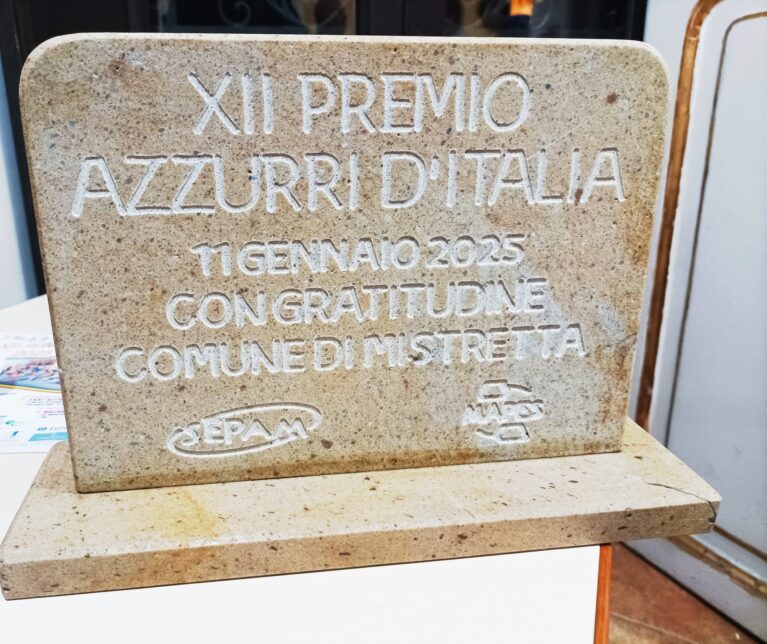 XII PREMIO
AZZURRI D'ITALIA
11 GENNAIO 2025
CON GRATITUDINE
COMUNE DI MISTRETTA
SEPAM